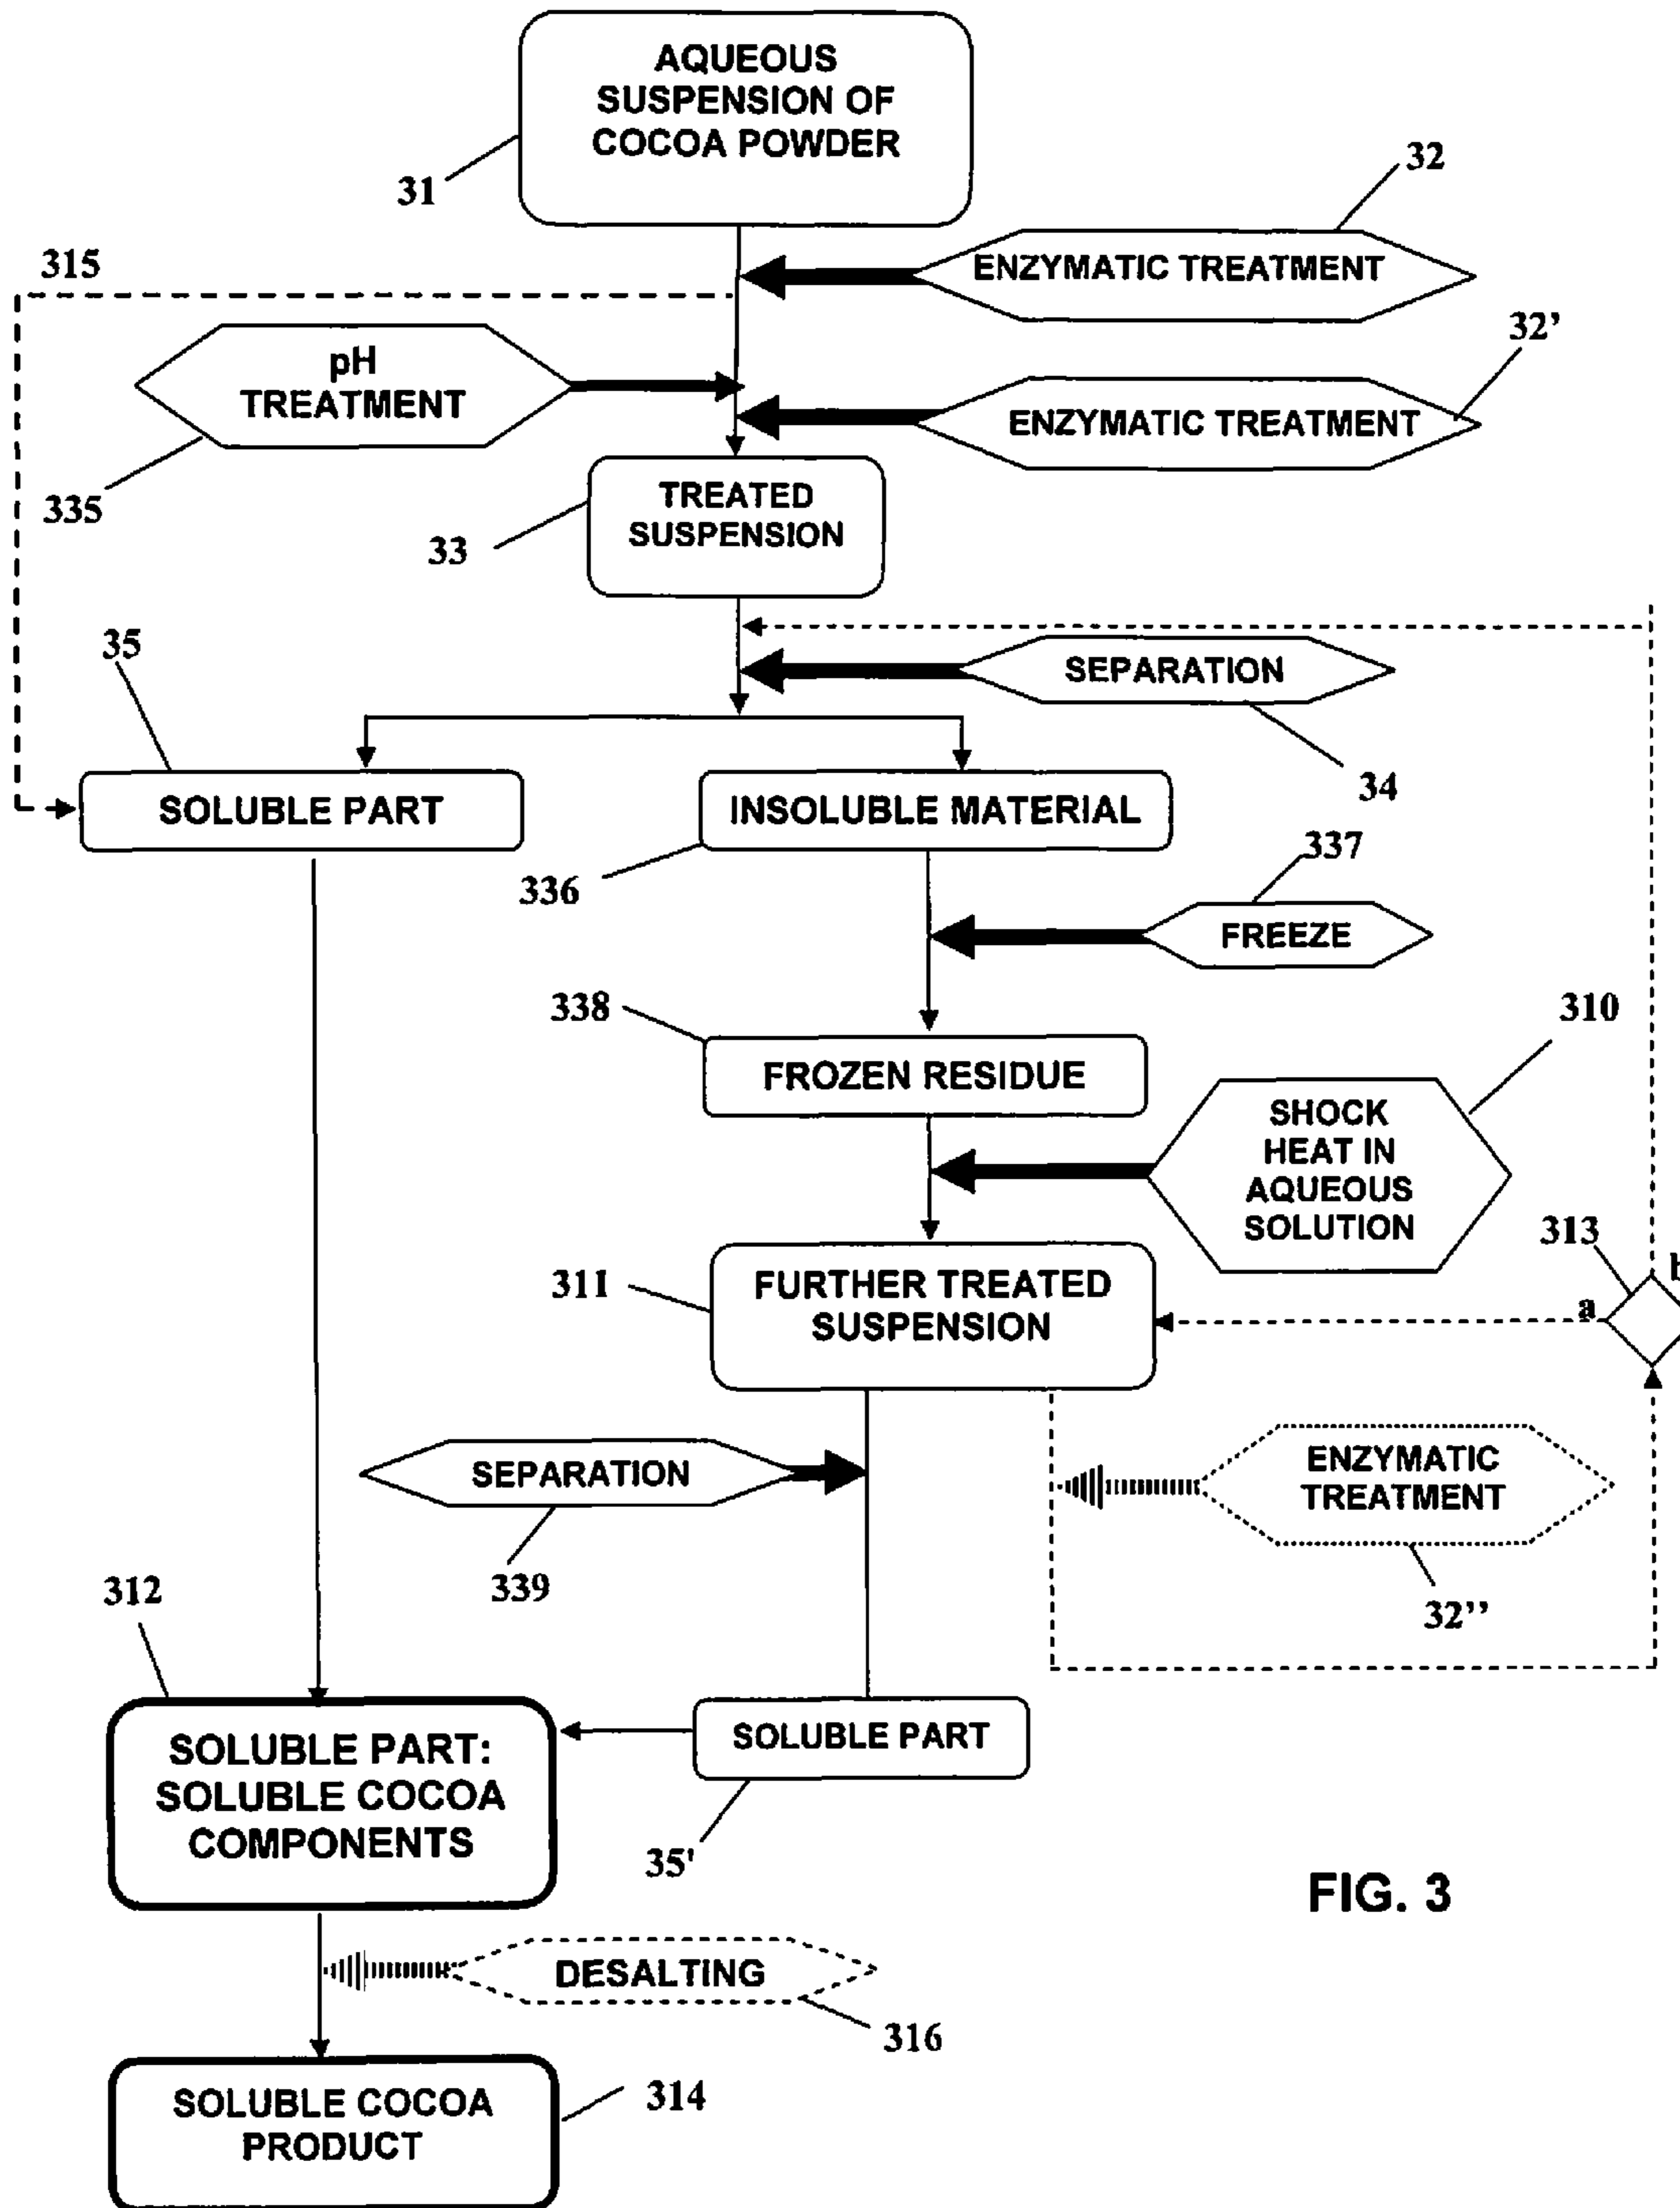 AQUEOUS
SUSPENSION OF
COCOA POWDER
31
32
ENZYMATIC TREATMENT
315
32’
pH
TREATMENT
ENZYMATIC TREATMENT
335
TREATED
SUSPENSION
33
35
SEPARATION
34
SOLUBLE PART
INSOLUBLE MATERIAL
336
337
FREEZE
338
310
FROZEN RESIDUE
SHOCK
HEAT IN
AQUEOUS
SOLUTION
313
b
311
FURTHER TREATED
SUSPENSION
a
SEPARATION
ENZYMATIC
TREATMENT
339
312
32’’
SOLUBLE PART:
SOLUBLE COCOA
COMPONENTS
SOLUBLE PART
35'
FIG. 3
DESALTING
316
SOLUBLE COCOA
PRODUCT
314